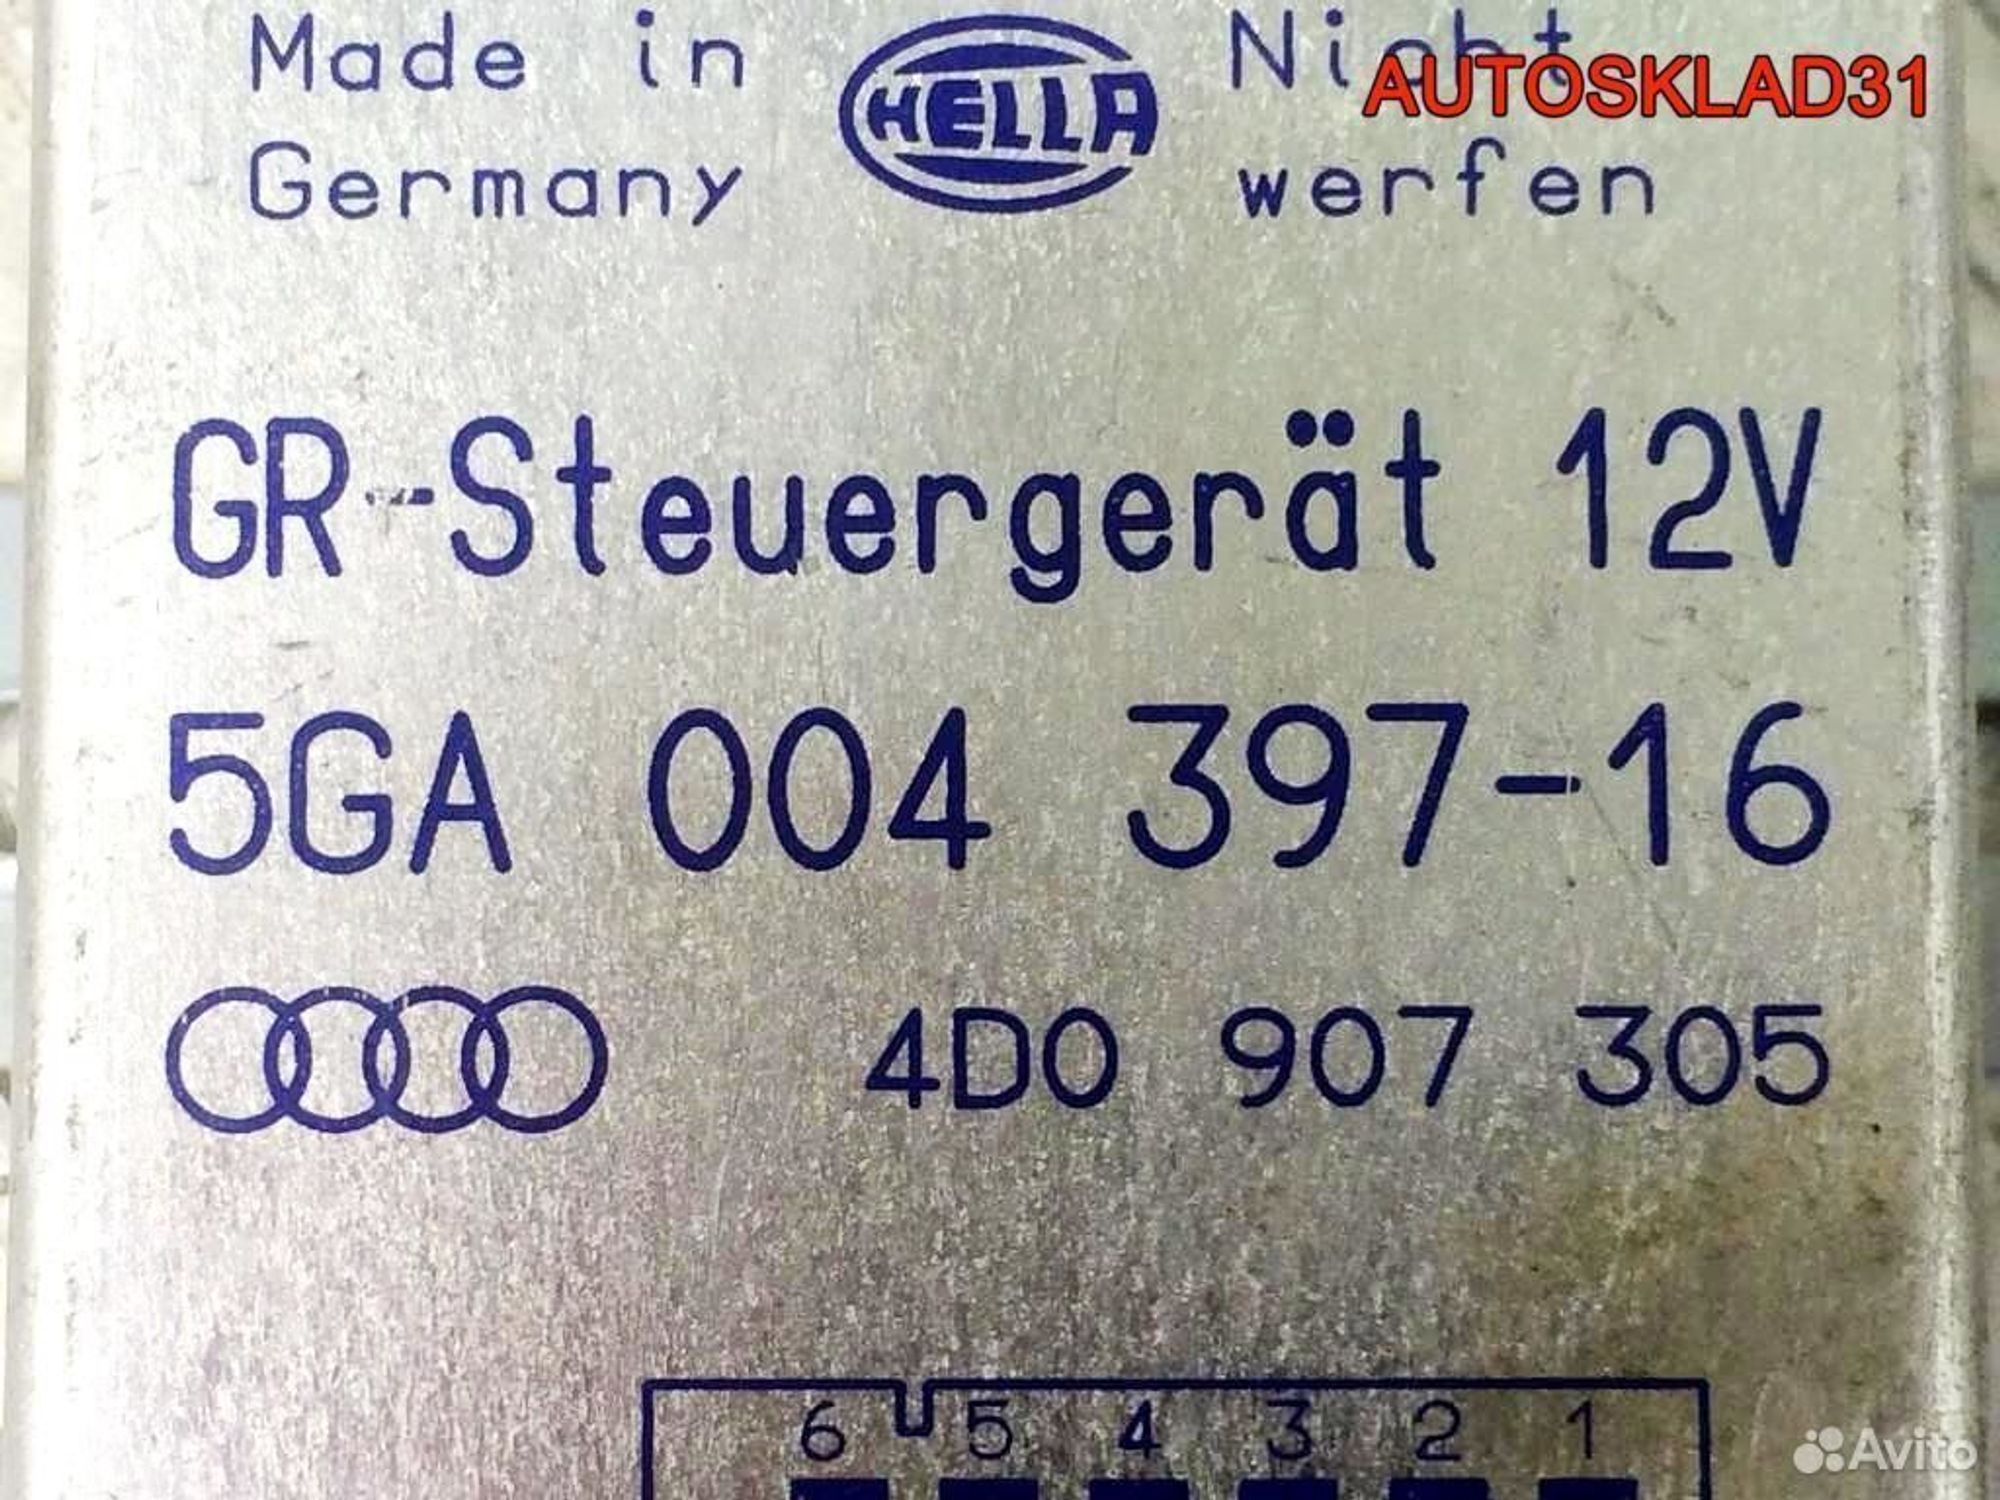 Made in HELLA Nicht
AUTOSKLAD31
Germany werfen
GR-Steuergerät 12V
5GA 004 397-16
4D0 907 305
6 5 4 3 2 1
Avito